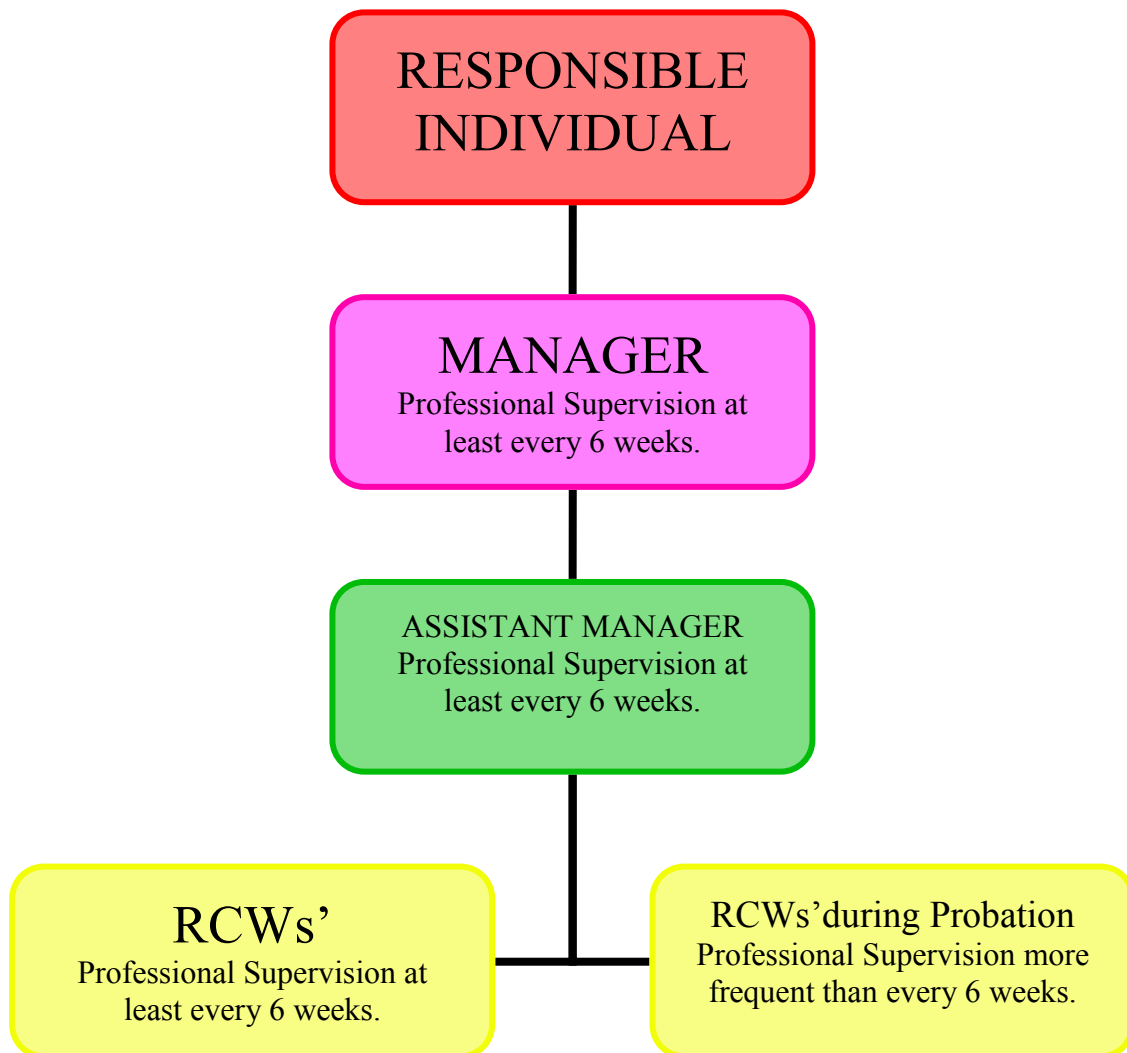 RESPONSIBLE
INDIVIDUAL
MANAGER
Professional Supervision at
least every 6 weeks.
ASSISTANT MANAGER
Professional Supervision at
least every 6 weeks.
RCWs’
Professional Supervision at
least every 6 weeks.
RCWs’during Probation
Professional Supervision more
frequent than every 6 weeks.